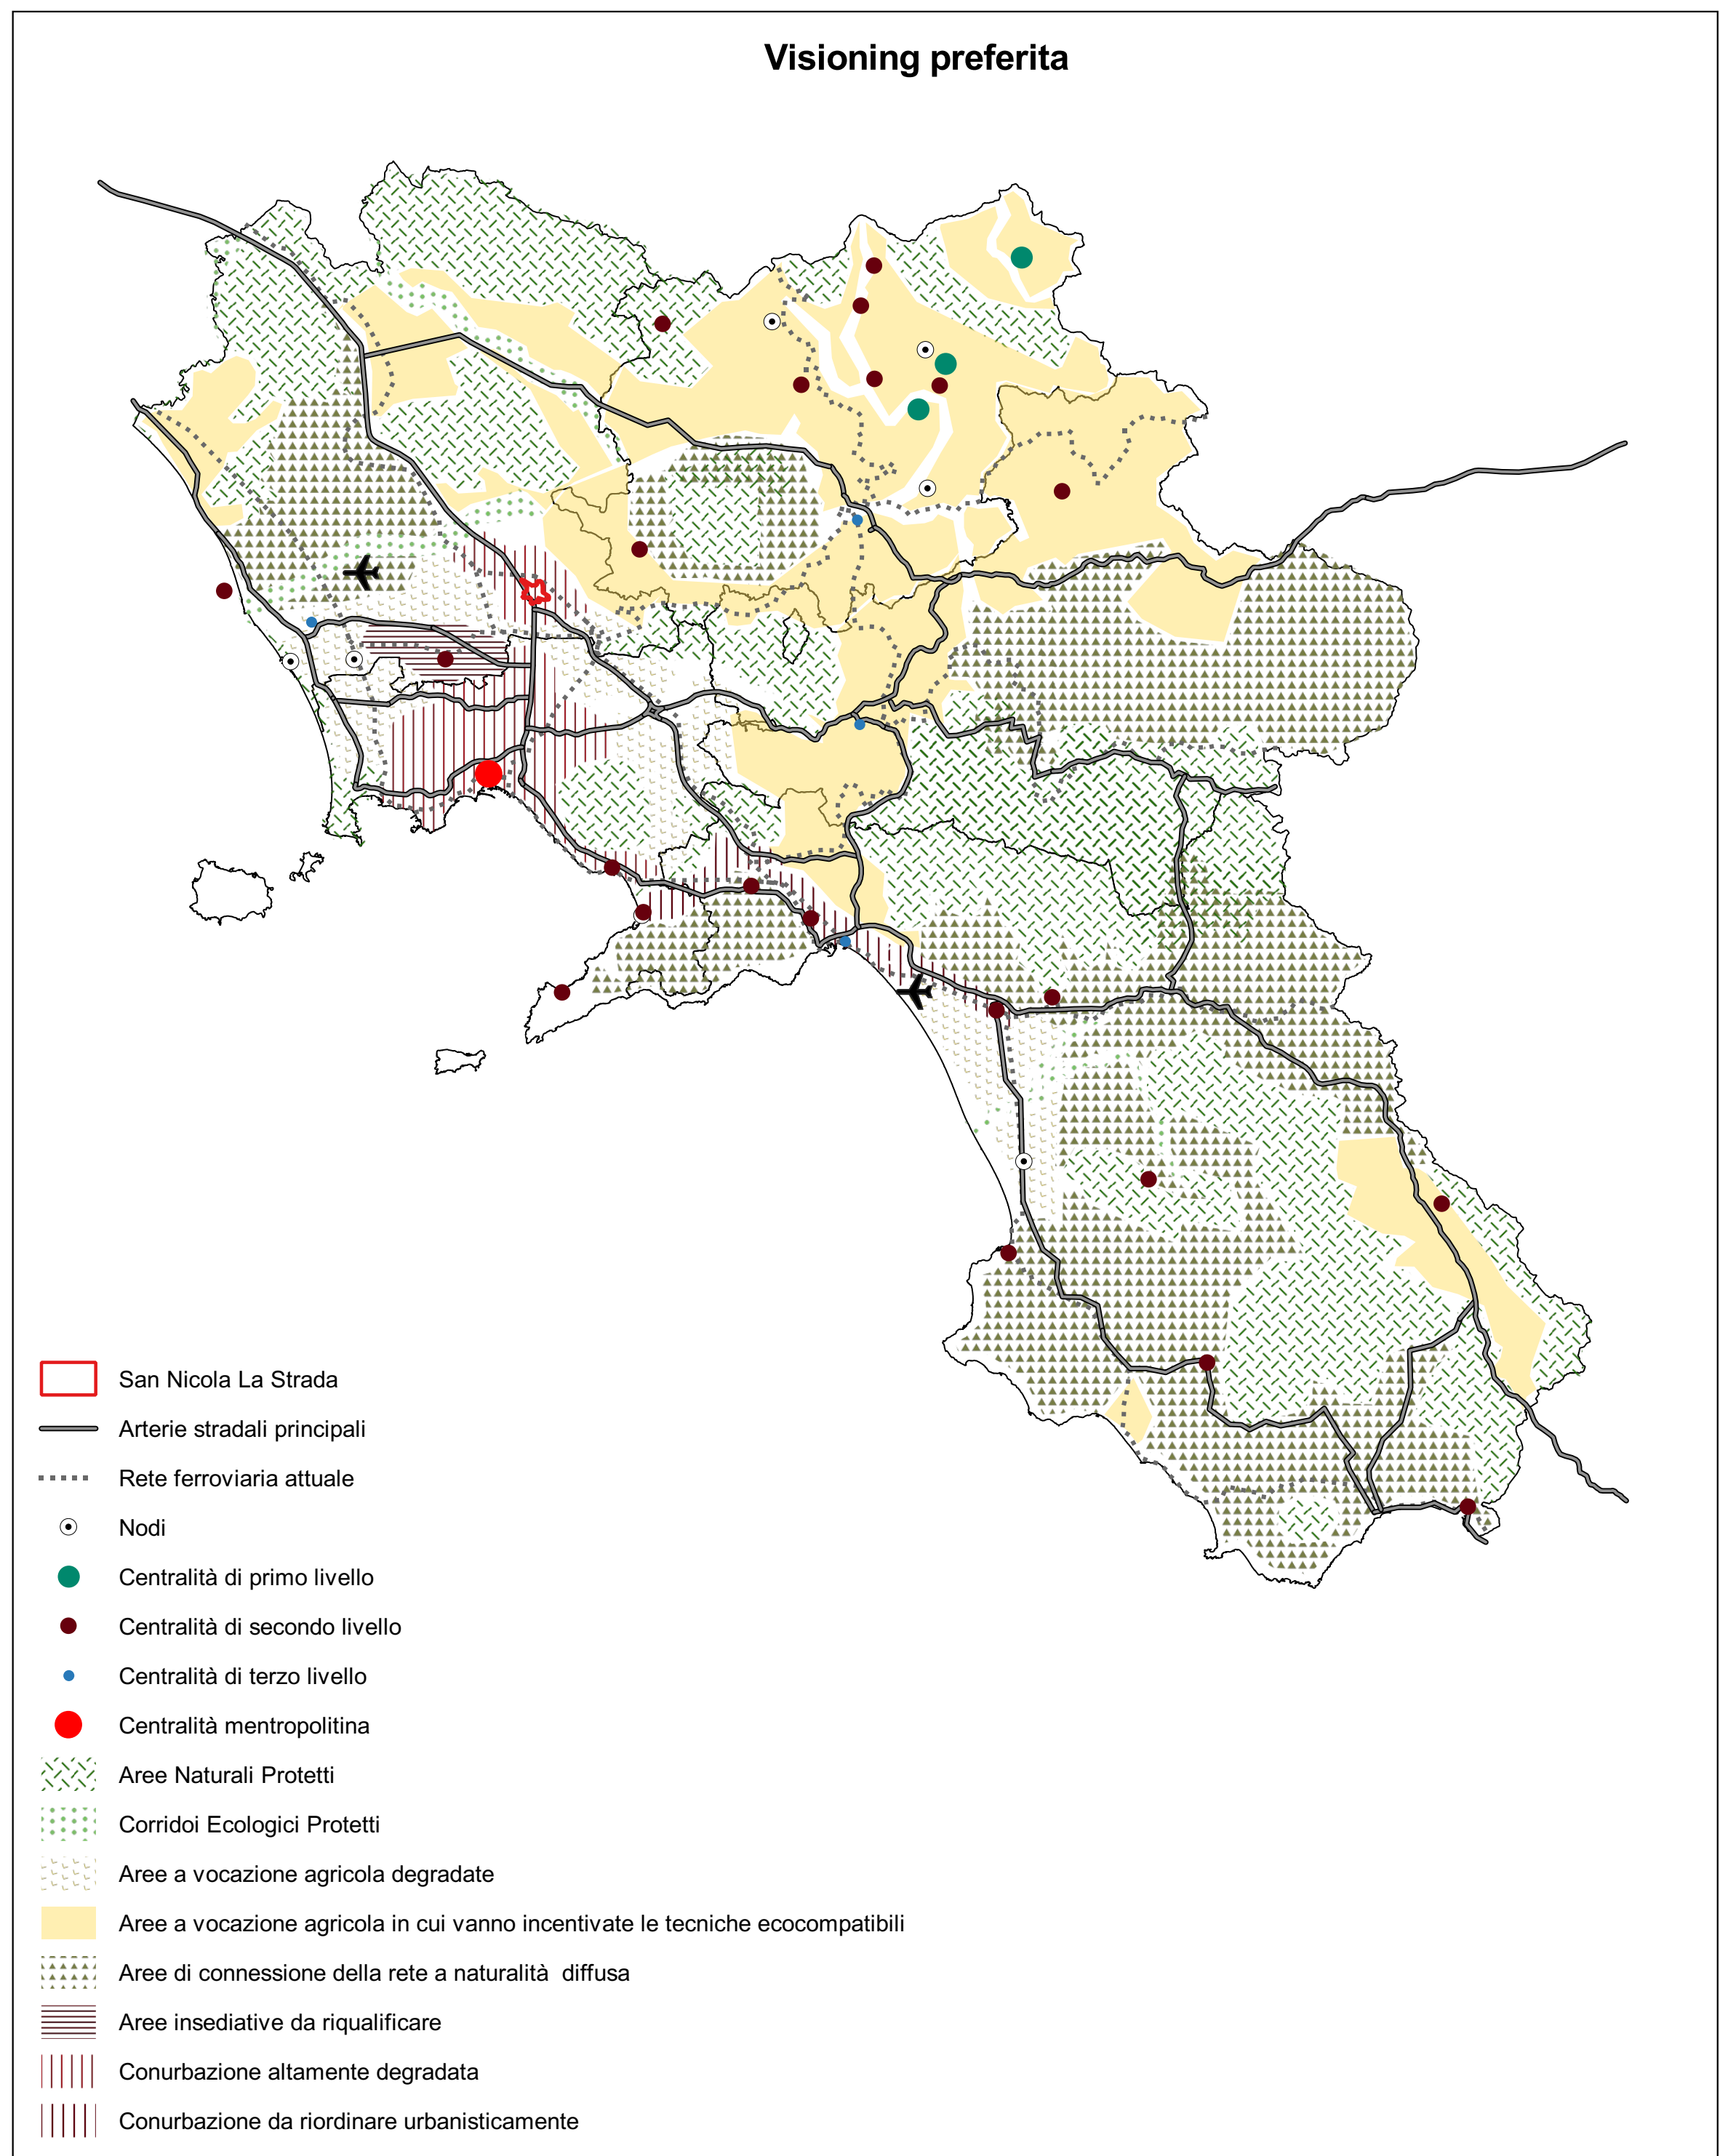 Visioning preferita
San Nicola La Strada
Arterie stradali principali
Rete ferroviaria attuale
Nodi
Centralità di primo livello
Centralità di secondo livello
Centralità di terzo livello
Centralità mentropolitina
Aree Naturali Protetti
Corridoi Ecologici Protetti
Aree a vocazione agricola degradate
Aree a vocazione agricola in cui vanno incentivate le tecniche ecocompatibili
Aree di connessione della rete a naturalità  diffusa
Aree insediative da riqualificare
Conurbazione altamente degradata
Conurbazione da riordinare urbanisticamente